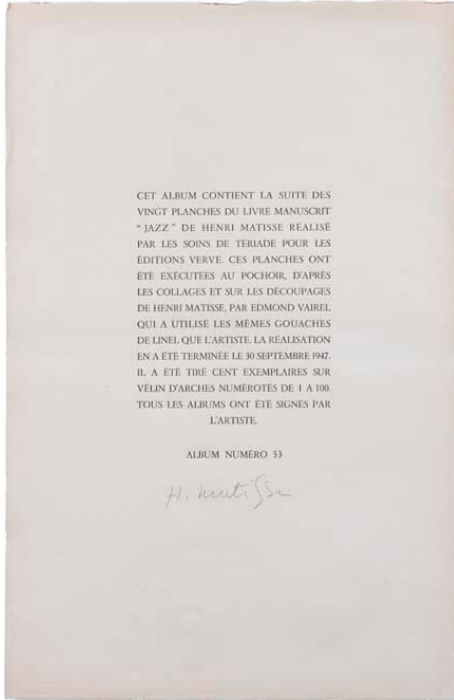 CET ALBUM CONTIENT LA SUITE DES
VINGT PLANCHES DU LIVRE MANUSCRIT
“JAZZ” DE HENRI MATISSE RÉALISÉ
PAR LES SOINS DE TÉRIADE POUR LES
ÉDITIONS VERVE. CES PLANCHES ONT
ÉTÉ EXÉCUTÉES AU POCHOIR, D'APRÈS
LES COLLAGES ET SUR LES DÉCOUPAGES
DE HENRI MATISSE, PAR EDMOND VAIREL
QUI A UTILISÉ LES MÊMES GOUACHES
DE LINEL QUE L'ARTISTE. LA RÉALISATION
EN A ÉTÉ TERMINÉE LE 30 SEPTEMBRE 1947.
IL A ÉTÉ TIRÉ CENT EXEMPLAIRES SUR
VÉLIN D'ARCHES NUMÉROTÉS DE 1 A 100.
TOUS LES ALBUMS ONT ÉTÉ SIGNÉS PAR
L'ARTISTE.
ALBUM NUMÉRO 53
H. Matisse